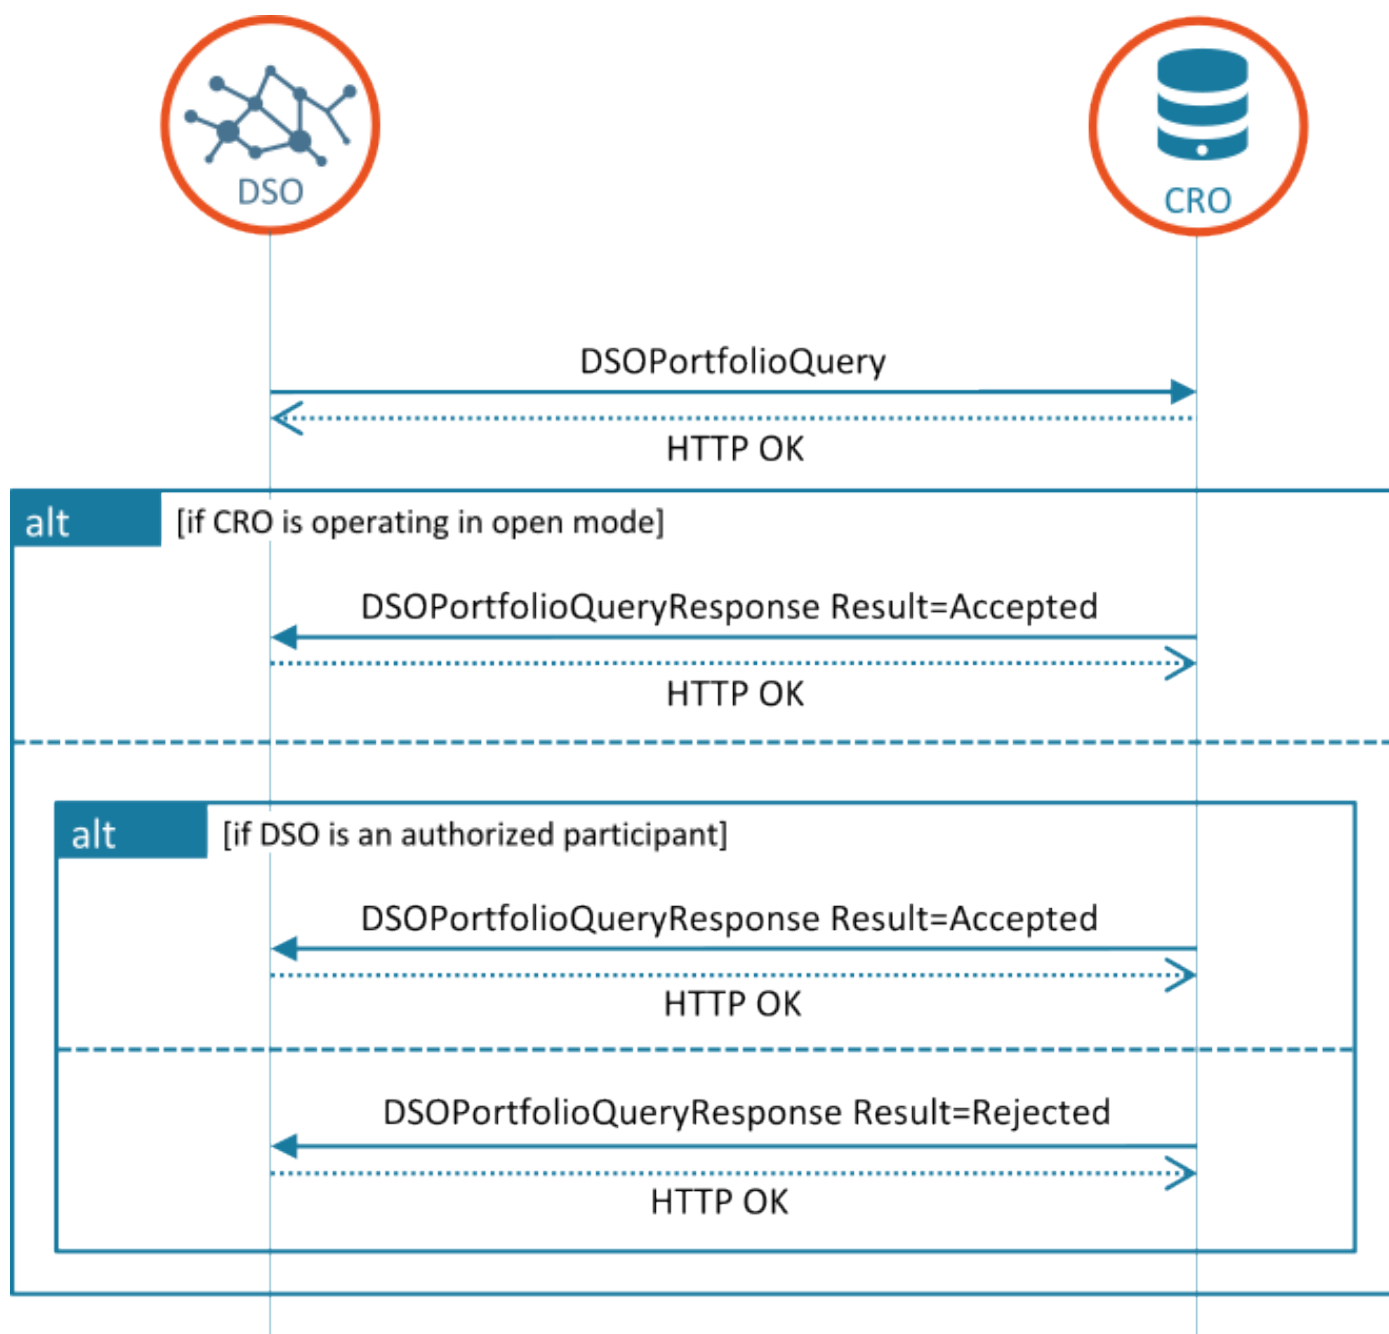 DSO
CRO
DSOPortfolioQuery
HTTP OK
alt [if CRO is operating in open mode]
DSOPortfolioQueryResponse Result=Accepted
HTTP OK
alt [if DSO is an authorized participant]
DSOPortfolioQueryResponse Result=Accepted
HTTP OK
DSOPortfolioQueryResponse Result=Rejected
HTTP OK